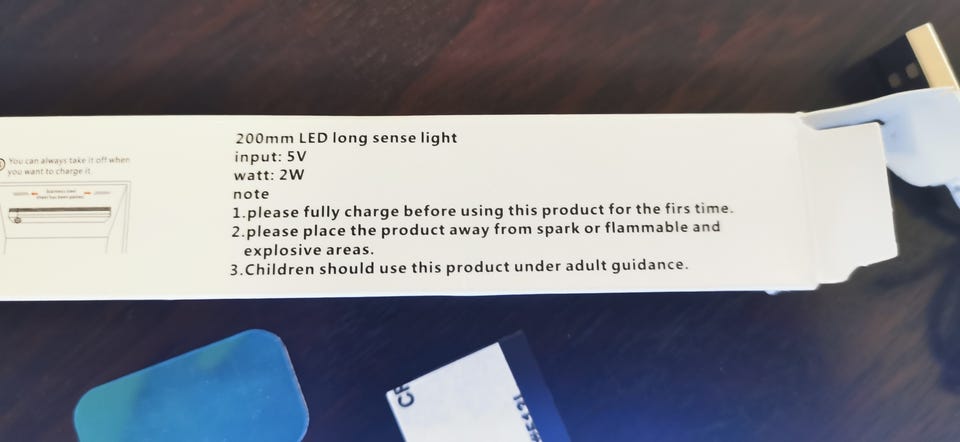 You can always take it off when
you want to charge it.
200mm LED long sense light
input: 5V
watt: 2W
note
1.please fully charge before using this product for the firs time.
2.please place the product away from spark or flammable and
explosive areas.
3.Children should use this product under adult guidance.